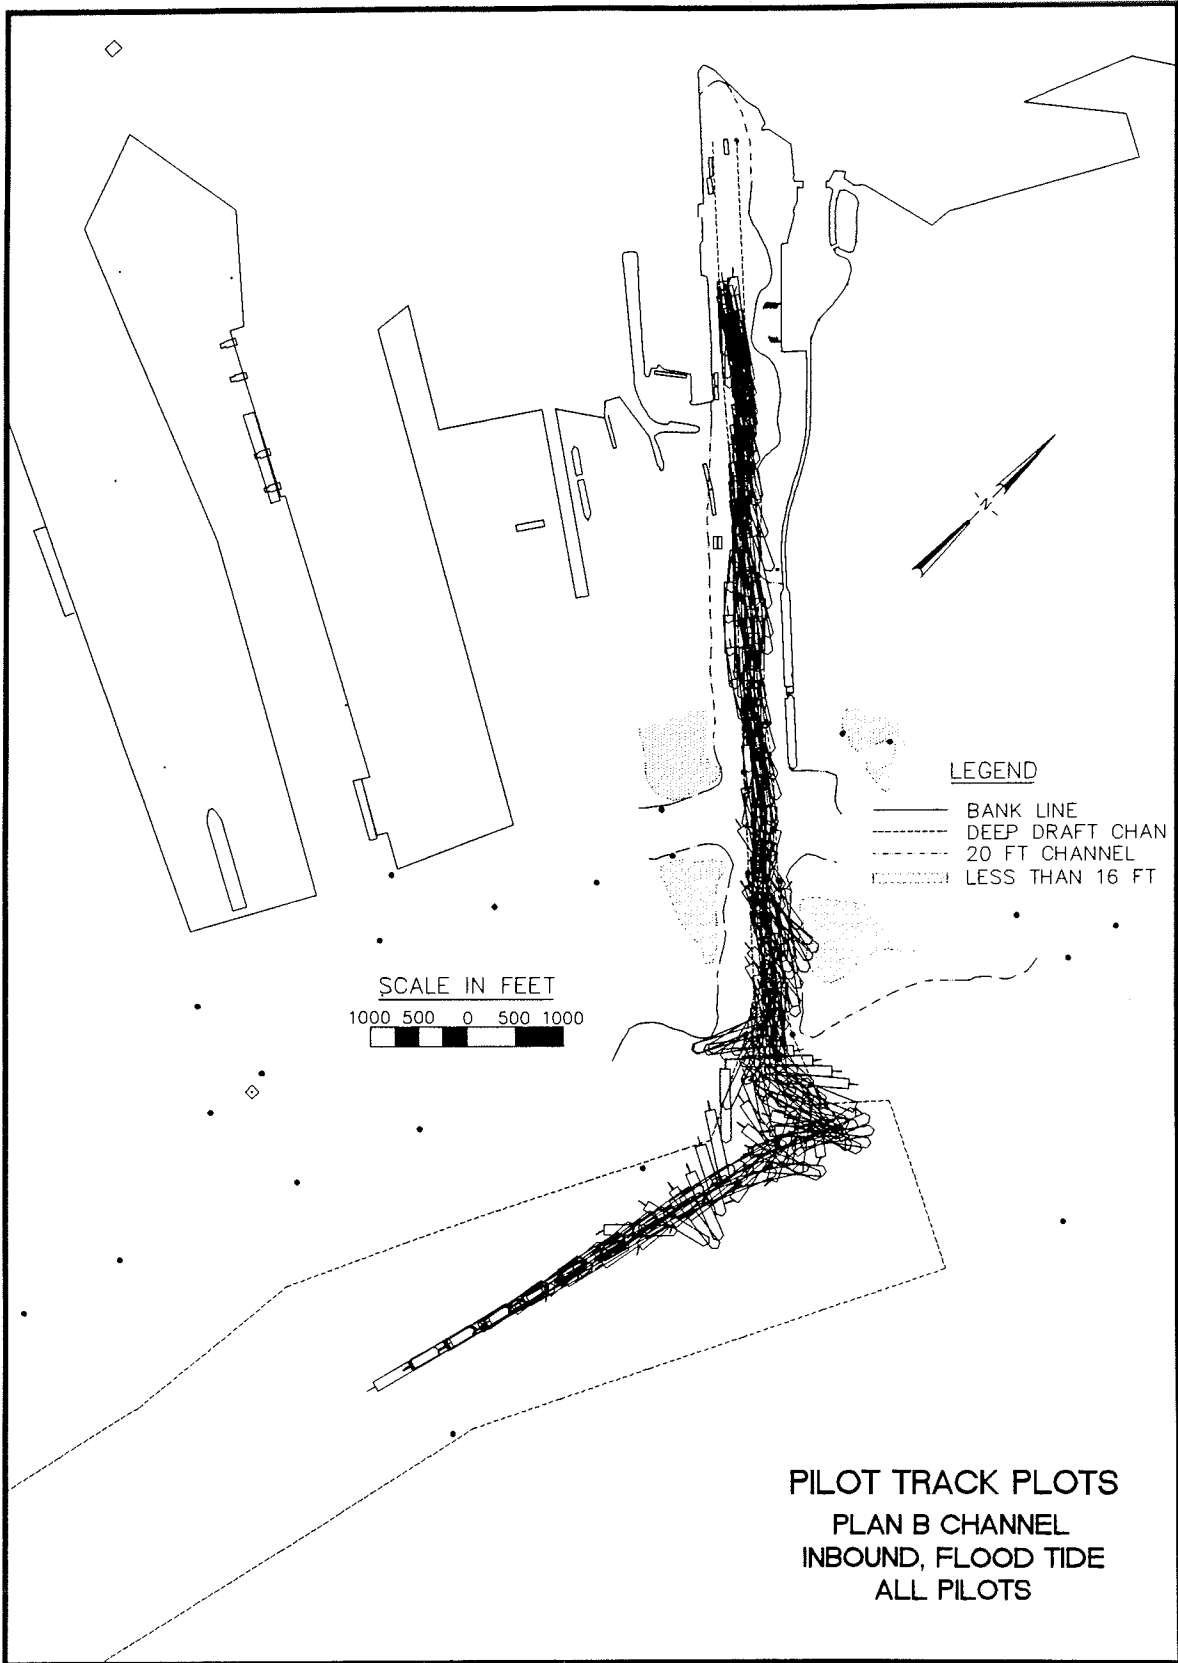 N
LEGEND
BANK LINE
DEEP DRAFT CHAN
20 FT CHANNEL
LESS THAN 16 FT
SCALE IN FEET
1000 500 0 500 1000
PILOT TRACK PLOTS
PLAN B CHANNEL
INBOUND, FLOOD TIDE
ALL PILOTS